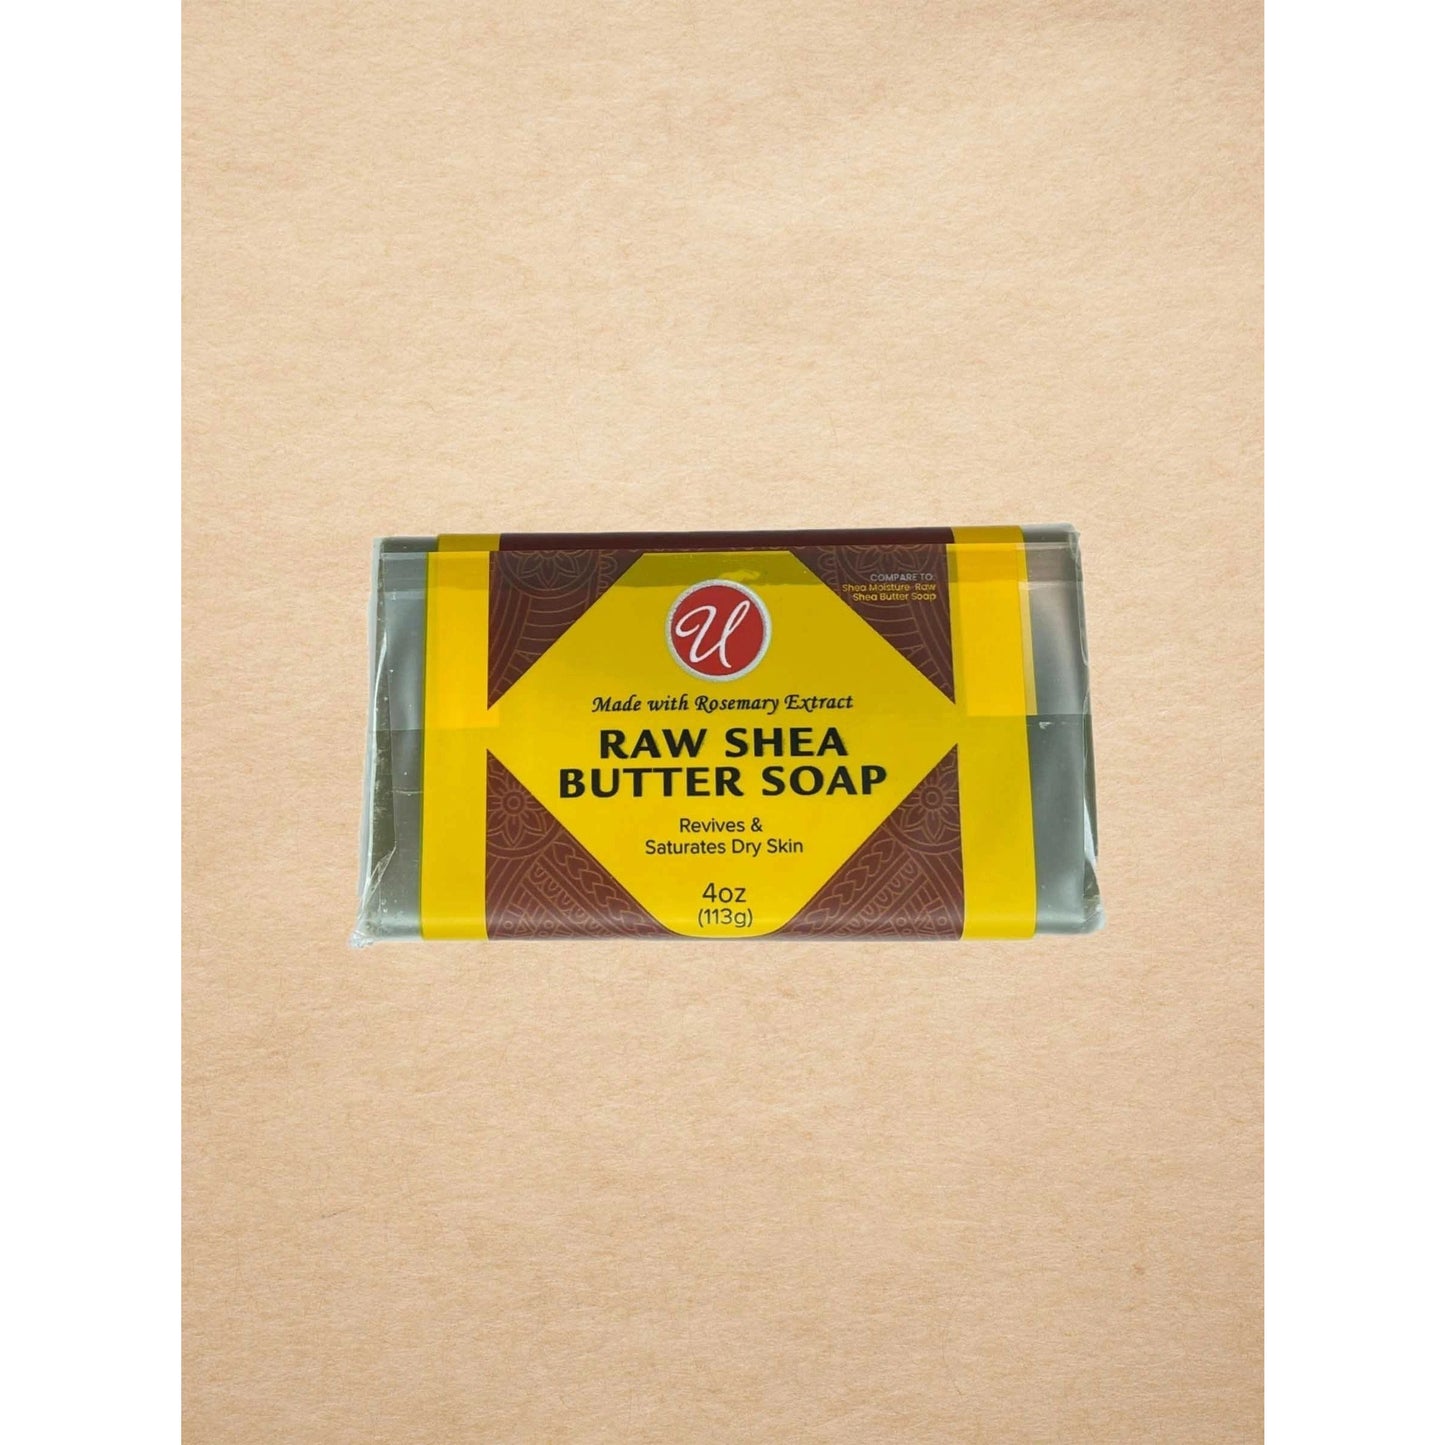 COMPARE TO:
Shea Moisture-Raw
Shea Butter Soap
U
Made with Rosemary Extract
RAW SHEA
BUTTER SOAP
Revives &
Saturates Dry Skin
4oz
(113g)